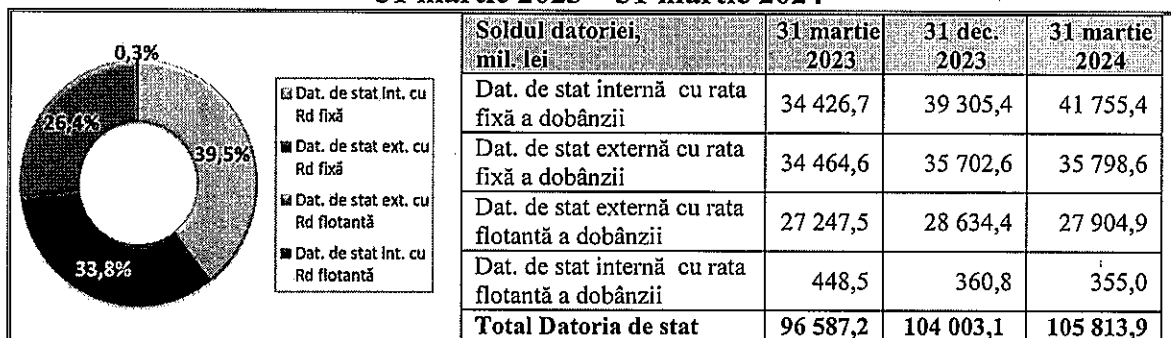 31 martie 2023 – 31 martie 2024
0,3%
26,4%
39,5%
33,8%
Dat. de stat int. cu
Rd fixă
Dat. de stat ext. cu
Rd fixă
Dat. de stat ext. cu
Rd flotantă
Dat. de stat int. cu
Rd flotantă
Soldul datoriei, 31 martie 31 dec. 31 martie
mil. lei 2023 2023 2024
Dat. de stat internă cu rata
fixă a dobânzii 34 426,7 39 305,4 41 755,4
Dat. de stat externă cu rata
fixă a dobânzii 34 464,6 35 702,6 35 798,6
Dat. de stat externă cu rata
flotantă a dobânzii 27 247,5 28 634,4 27 904,9
Dat. de stat internă cu rata
flotantă a dobânzii 448,5 360,8 355,0
Total Datoria de stat 96 587,2 104 003,1 105 813,9